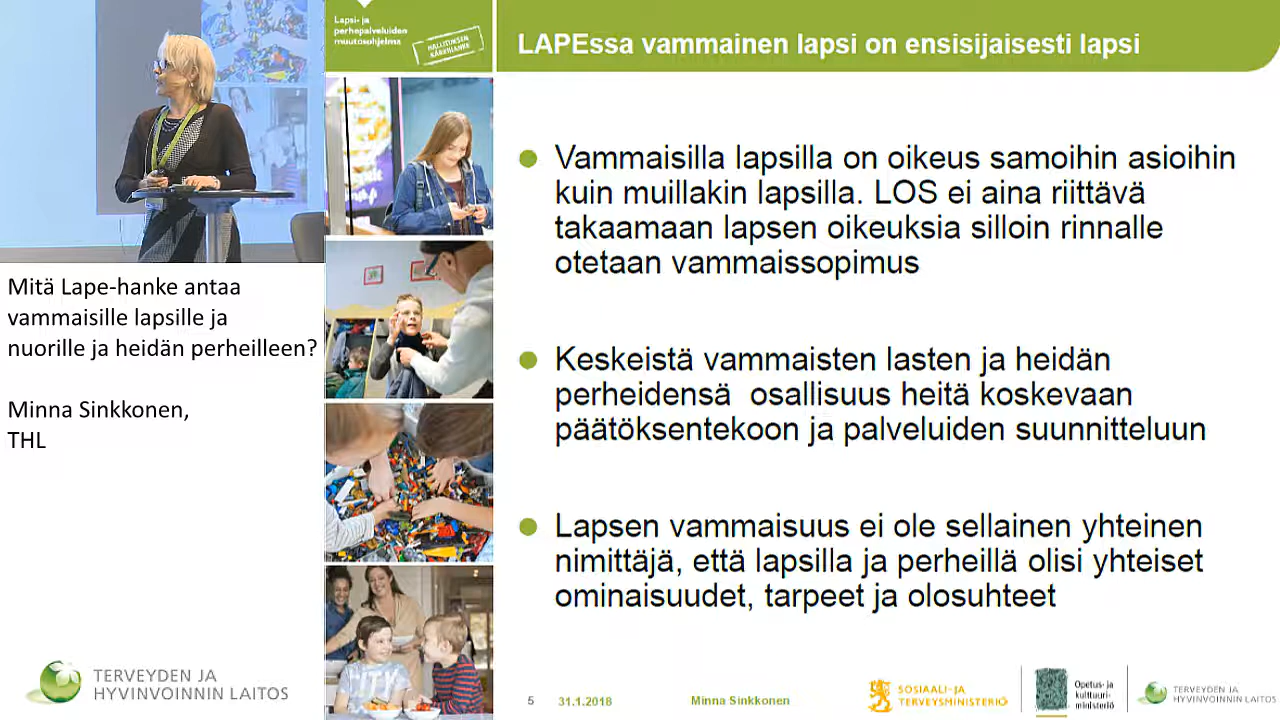 Mitä Lape-hanke antaa
vammaisille lapsille ja
nuorille ja heidän perheilleen?
Minna Sinkkonen,
THL
TERVEYDEN JA
HYVINVOINNIN LAITOS
Lapsi- ja
perhepalveluiden
muutosohjelma
HALLITUKSEN
KÄRKIHANKE
LAPEssa vammainen lapsi on ensisijaisesti lapsi
Vammaisilla lapsilla on oikeus samoihin asioihin
kuin muillakin lapsilla. LOS ei aina riittävä
takaamaan lapsen oikeuksia silloin rinnalle
otetaan vammaissopimus
Keskeistä vammaisten lasten ja heidän
perheidensä  osallisuus heitä koskevaan
päätöksentekoon ja palveluiden suunnitteluun
Lapsen vammaisuus ei ole sellainen yhteinen
nimittäjä, että lapsilla ja perheillä olisi yhteiset
ominaisuudet, tarpeet ja olosuhteet
5 31.1.2018 Minna Sinkkonen
SOSIAALI- JA
TERVEYSMINISTERIÖ
Opetus- ja
kulttuuri-
ministeriö
TERVEYDEN JA
HYVINVOINNIN LAITOS